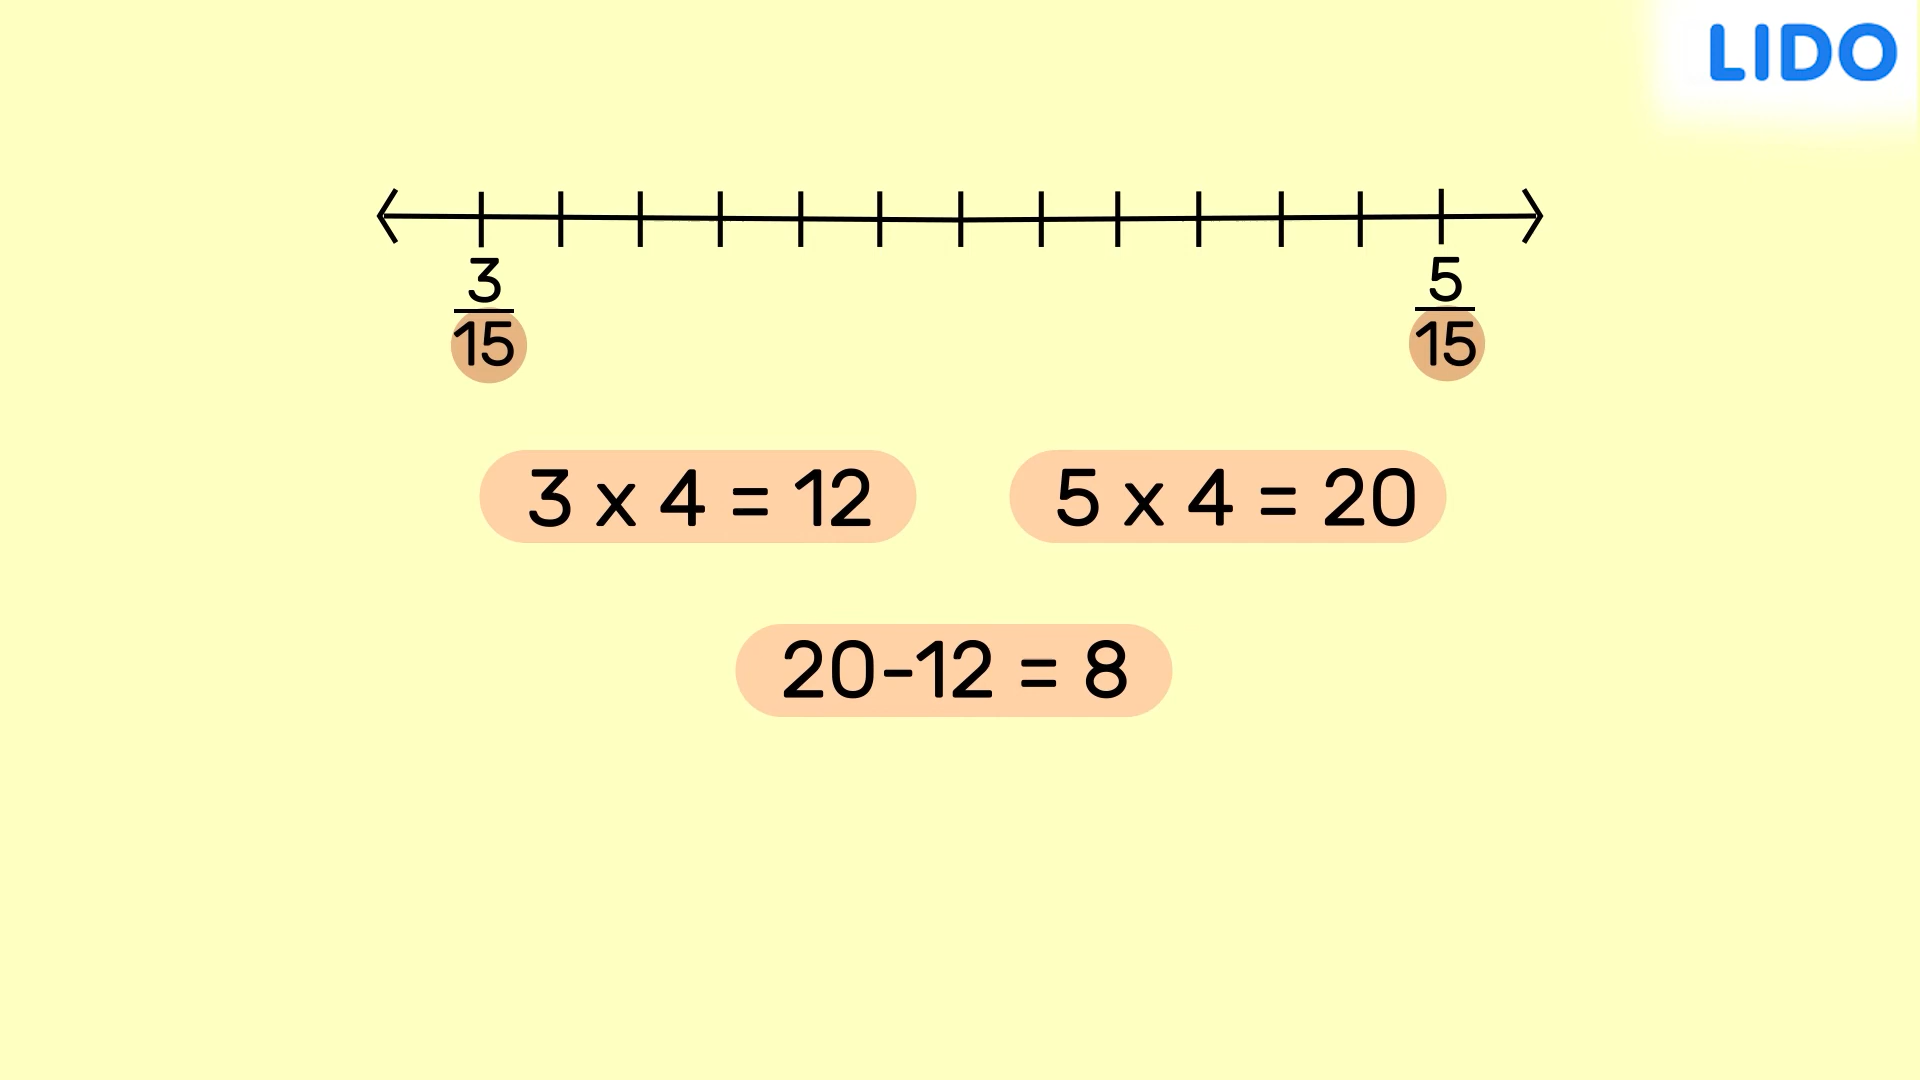 LIDO
3/15 5/15
3 x 4 = 12 5 x 4 = 20
20-12 = 8